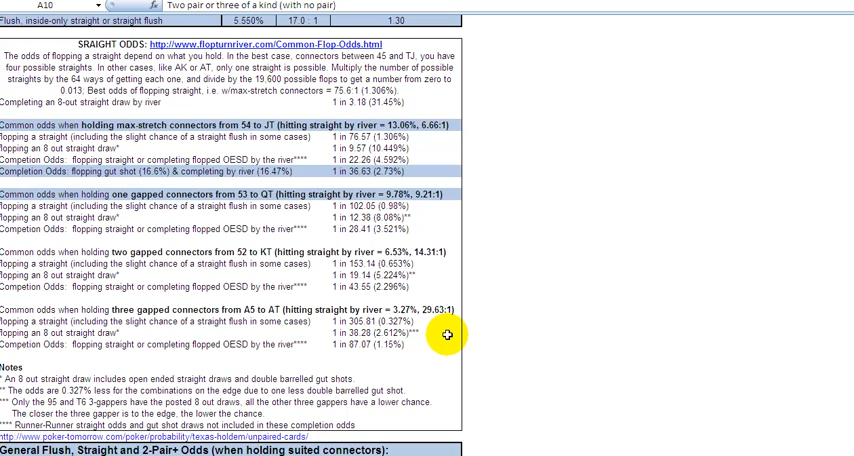 A10
fx
Two pair or three of a kind (with no pair)
Flush, inside-only straight or straight flush 5.550% 17.0 : 1 1.30
SRAIGHT ODDS: http://www.flopturnriver.com/Common-Flop-Odds.html
The odds of flopping a straight depend on what you hold. In the best case, connectors between 45 and TJ, you have
four possible straights. In other cases, like AK or AT, only one straight is possible. Multiply the number of possible
straights by the 64 ways of getting each one, and divide by the 19,600 possible flops to get a number from zero to
0.013; Best odds of flopping straight, i.e. w/max-stretch connectors = 75.6:1 (1.306%).
Completing an 8-out straight draw by river 1 in 3.18 (31.45%)
Common odds when holding max-stretch connectors from 54 to JT (hitting straight by river = 13.06%, 6.66:1)
flopping a straight (including the slight chance of a straight flush in some cases) 1 in 76.57 (1.306%)
flopping an 8 out straight draw* 1 in 9.57 (10.449%)
Competion Odds: flopping straight or completing flopped OESD by the river**** 1 in 22.26 (4.592%)
Completion Odds: flopping gut shot (16.6%) & completing by river (16.47%) 1 in 36.63 (2.73%)
Common odds when holding one gapped connectors from 53 to QT (hitting straight by river = 9.78%, 9.21:1)
flopping a straight (including the slight chance of a straight flush in some cases) 1 in 102.05 (0.98%)
flopping an 8 out straight draw* 1 in 12.38 (8.08%)**
Competion Odds: flopping straight or completing flopped OESD by the river**** 1 in 28.41 (3.521%)
Common odds when holding two gapped connectors from 52 to KT (hitting straight by river = 6.53%, 14.31:1)
flopping a straight (including the slight chance of a straight flush in some cases) 1 in 153.14 (0.653%)
flopping an 8 out straight draw* 1 in 19.14 (5.224%)**
Competion Odds: flopping straight or completing flopped OESD by the river**** 1 in 43.55 (2.296%)
Common odds when holding three gapped connectors from A5 to AT (hitting straight by river = 3.27%, 29.63:1)
flopping a straight (including the slight chance of a straight flush in some cases) 1 in 305.81 (0.327%)
flopping an 8 out straight draw* 1 in 38.28 (2.612%)***
Competion Odds: flopping straight or completing flopped OESD by the river**** 1 in 87.07 (1.15%)
Notes
* An 8 out straight draw includes open ended straight draws and double barrelled gut shots.
** The odds are 0.327% less for the combinations on the edge due to one less double barrelled gut shot.
*** Only the 95 and T6 3-gappers have the posted 8 out draws, all the other three gappers have a lower chance.
The closer the three gapper is to the edge, the lower the chance.
**** Runner-Runner straight odds and gut shot draws not included in these completion odds
http://www.poker-tomorrow.com/poker/probability/texas-holdem/unpaired-cards/
General Flush, Straight and 2-Pair+ Odds (when holding suited connectors):